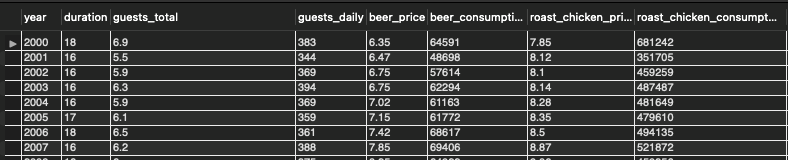 year duration guests_total guests_daily beer_price beer_consumpti... roast_chicken_pri... roast_chicken_consumpt...
2000 18 6.9 383 6.35 64591 7.85 681242
2001 16 5.5 344 6.47 48698 8.12 351705
2002 16 5.9 369 6.75 57614 8.1 459259
2003 16 6.3 394 6.75 62294 8.14 487487
2004 16 5.9 369 7.02 61163 8.28 481649
2005 17 6.1 359 7.15 61772 8.35 479610
2006 18 6.5 361 7.42 68617 8.5 494135
2007 16 6.2 388 7.85 69406 8.87 521872